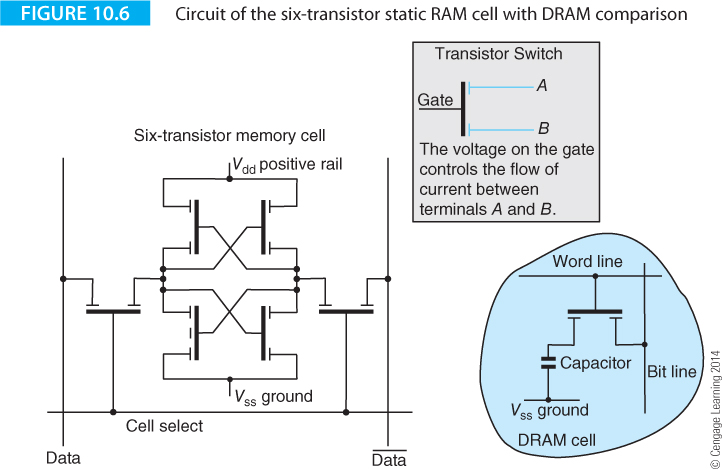 FIGURE 10.6 Circuit of the six-transistor static RAM cell with DRAM comparison
Transistor Switch
A
Gate
B
The voltage on the gate
controls the flow of
current between
terminals A and B.
Six-transistor memory cell
Vdd positive rail
Vss ground
Cell select
Data
Data
Word line
Capacitor
Bit line
Vss ground
DRAM cell
© Cengage Learning 2014